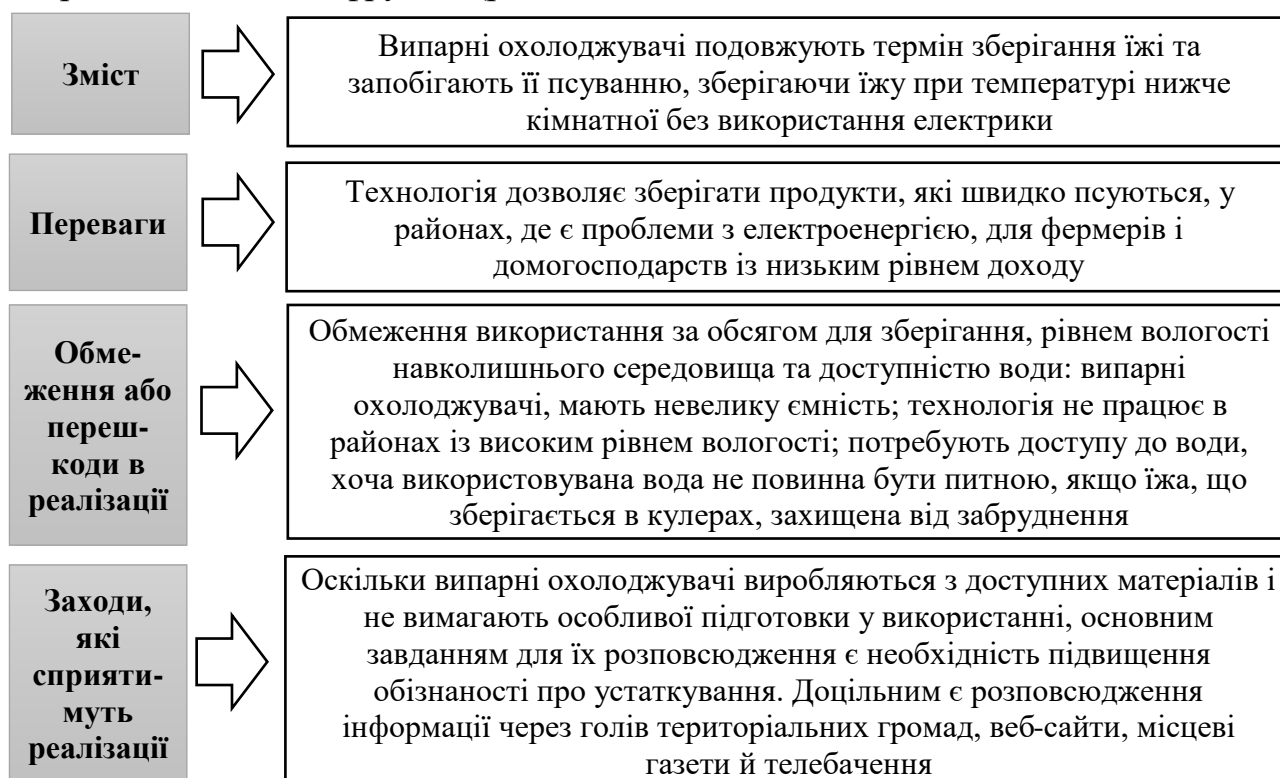 Зміст
Випарні охолоджувачі подовжують термін зберігання їжі та
запобігають її псуванню, зберігаючи їжу при температурі нижче
кімнатної без використання електрики
Переваги
Технологія дозволяє зберігати продукти, які швидко псуються, у
районах, де є проблеми з електроенергією, для фермерів і
домогосподарств із низьким рівнем доходу
Обме-
ження або
переш-
коди в
реалізації
Обмеження використання за обсягом для зберігання, рівнем вологості
навколишнього середовища та доступністю води: випарні
охолоджувачі, мають невелику ємність; технологія не працює в
районах із високим рівнем вологості; потребують доступу до води,
хоча використовувана вода не повинна бути питною, якщо їжа, що
зберігається в кулерах, захищена від забруднення
Заходи,
які
сприяти-
муть
реалізації
Оскільки випарні охолоджувачі виробляються з доступних матеріалів і
не вимагають особливої підготовки у використанні, основним
завданням для їх розповсюдження є необхідність підвищення
обізнаності про устаткування. Доцільним є розповсюдження
інформації через голів територіальних громад, веб-сайти, місцеві
газети й телебачення